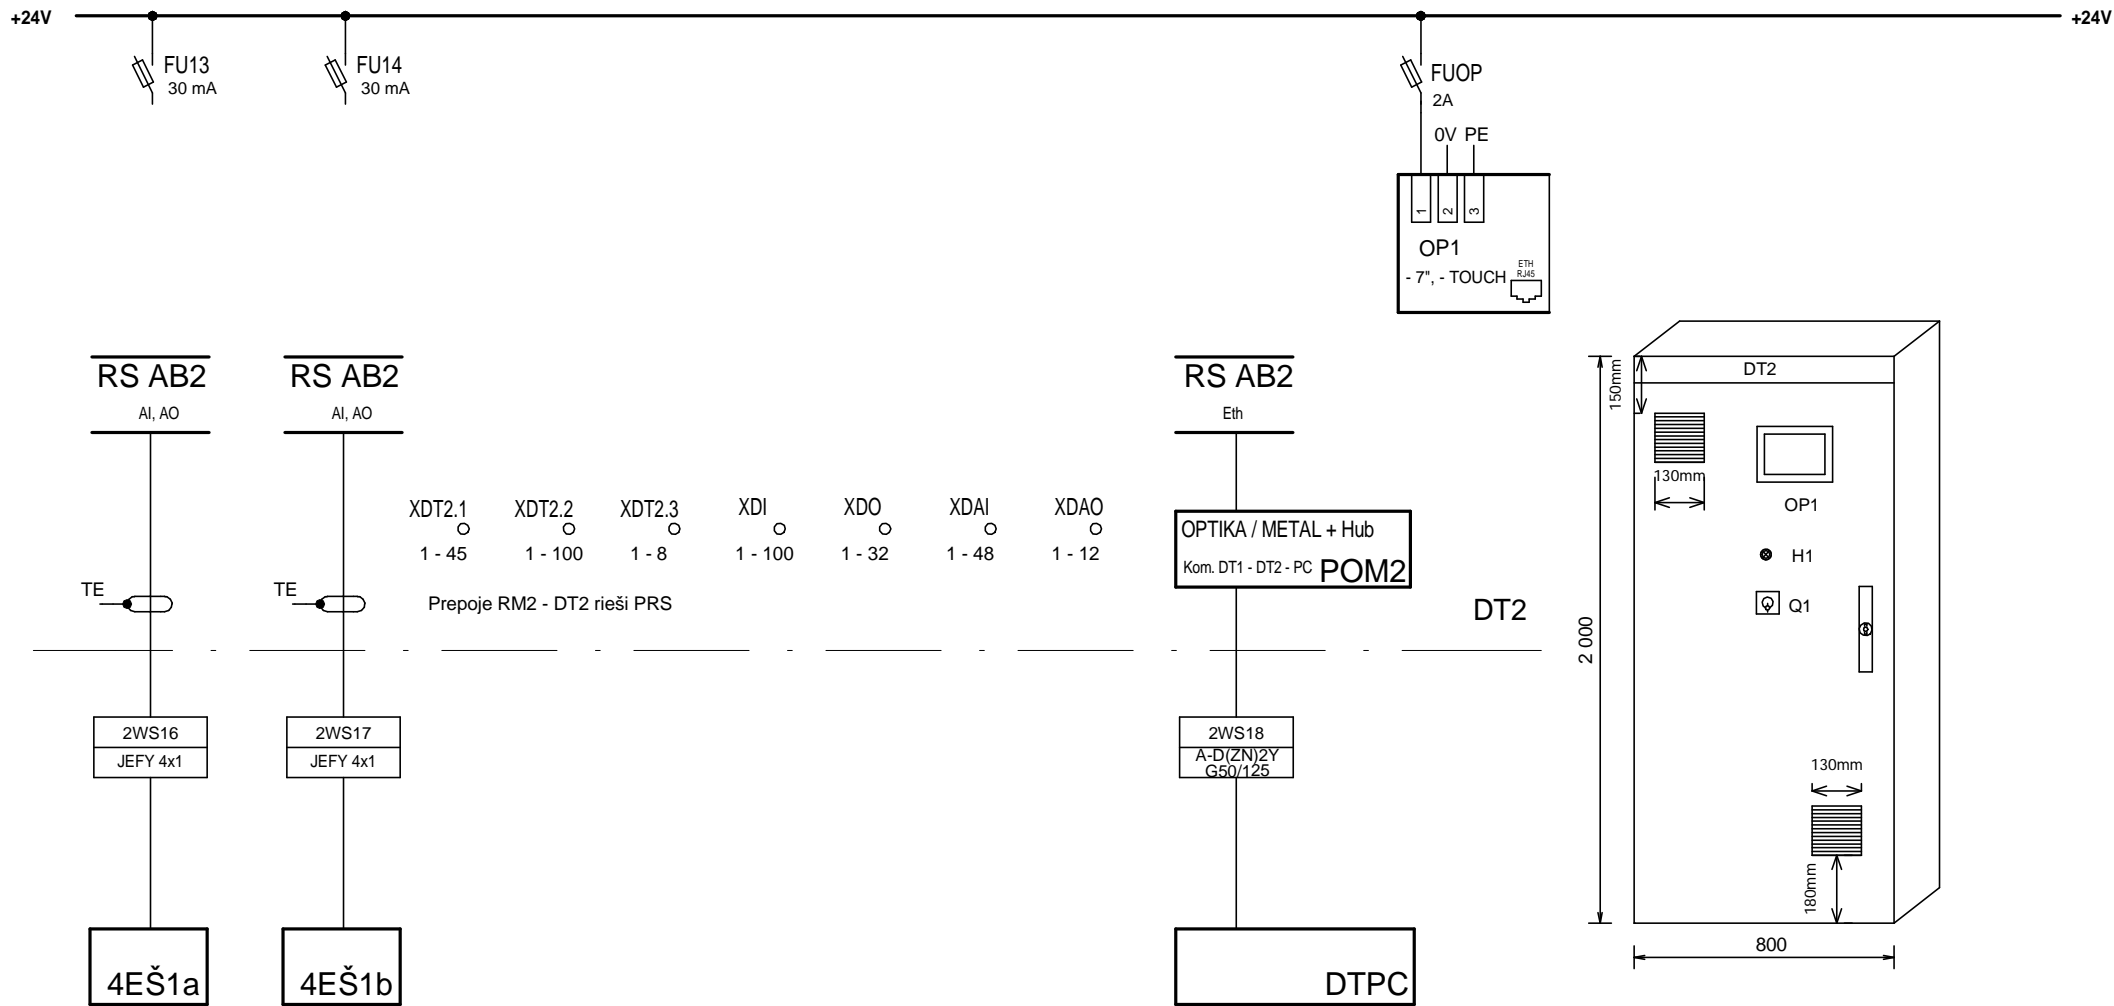 +24V
+24V
FU13
30 mA
FU14
30 mA
FUOP
2A
0V PE
1
2
3
OP1
- 7", - TOUCH
ETH
RJ45
RS AB2
AI, AO
RS AB2
AI, AO
RS AB2
Eth
XDT2.1
1 - 45
XDT2.2
1 - 100
XDT2.3
1 - 8
XDI
1 - 100
XDO
1 - 32
XDAI
1 - 48
XDAO
1 - 12
OPTIKA / METAL + Hub
Kom. DT1 - DT2 - PC POM2
TE
TE
Prepoje RM2 - DT2 rieši PRS
DT2
2WS16
JEFY 4x1
2WS17
JEFY 4x1
2WS18
A-D(ZN)2Y
G50/125
4EŠ1a
4EŠ1b
DTPC
DT2
150mm
130mm
OP1
H1
Q1
2 000
130mm
180mm
800